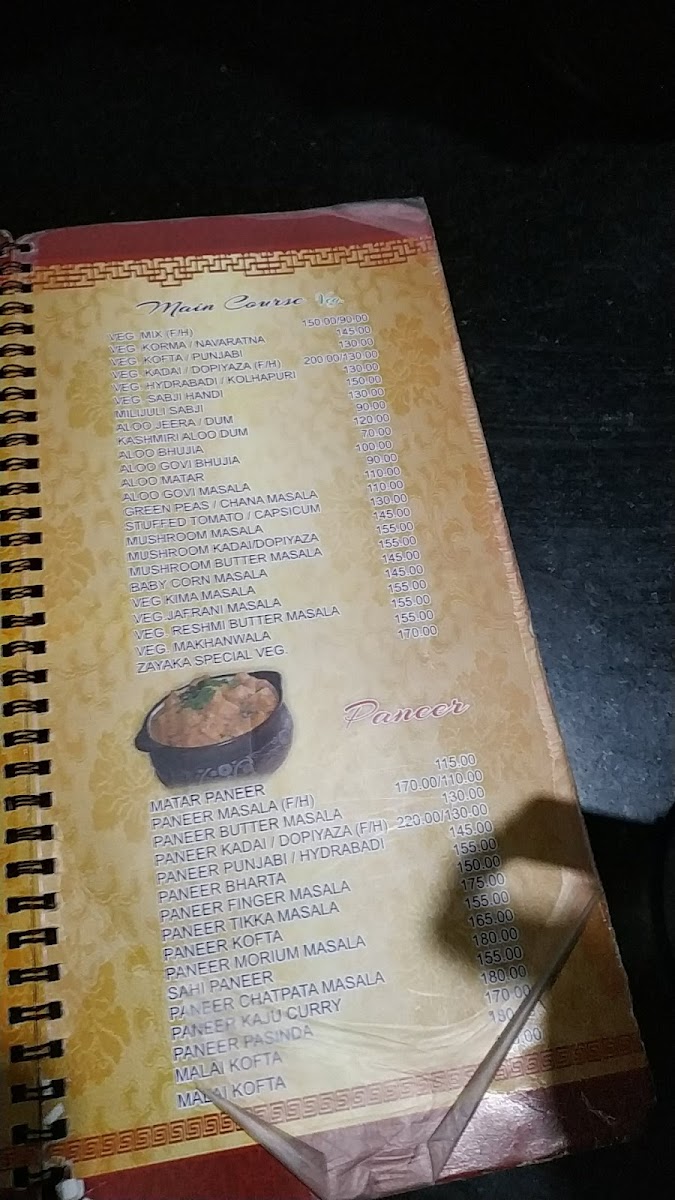 Main Course Veg.
VEG. MIX (F/H) 150.00/90.00
VEG. KORMA / NAVARATNA 145.00
VEG. KOFTA / PUNJABI 130.00
VEG. KADAI / DOPIYAZA (F/H) 200.00/130.00
VEG. HYDRABADI / KOLHAPURI 130.00
VEG. SABJI HANDI 150.00
MILIJULI SABJI 130.00
ALOO JEERA / DUM 90.00
KASHMIRI ALOO DUM 120.00
ALOO BHUJIA 70.00
ALOO GOVI BHUJIA 100.00
ALOO MATAR 90.00
ALOO GOVI MASALA 110.00
GREEN PEAS / CHANA MASALA 110.00
STUFFED TOMATO / CAPSICUM 130.00
MUSHROOM MASALA 145.00
MUSHROOM KADAI/DOPIYAZA 155.00
MUSHROOM BUTTER MASALA 155.00
BABY CORN MASALA 145.00
VEG KIMA MASALA 145.00
VEG.JAFRANI MASALA 155.00
VEG. RESHMI BUTTER MASALA 155.00
VEG. MAKHANWALA 155.00
ZAYAKA SPECIAL VEG. 170.00
Paneer
MATAR PANEER 115.00
PANEER MASALA (F/H) 170.00/110.00
PANEER BUTTER MASALA 130.00
PANEER KADAI / DOPIYAZA (F/H) 220.00/130.00
PANEER PUNJABI / HYDRABADI 145.00
PANEER BHARTA 155.00
PANEER FINGER MASALA 150.00
PANEER TIKKA MASALA 175.00
PANEER KOFTA 155.00
PANEER MORIUM MASALA 165.00
SAHI PANEER 180.00
PANEER CHATPATA MASALA 155.00
PANEER KAJU CURRY 180.00
PANEER PASINDA 170.00
MALAI KOFTA
MALAI KOFTA